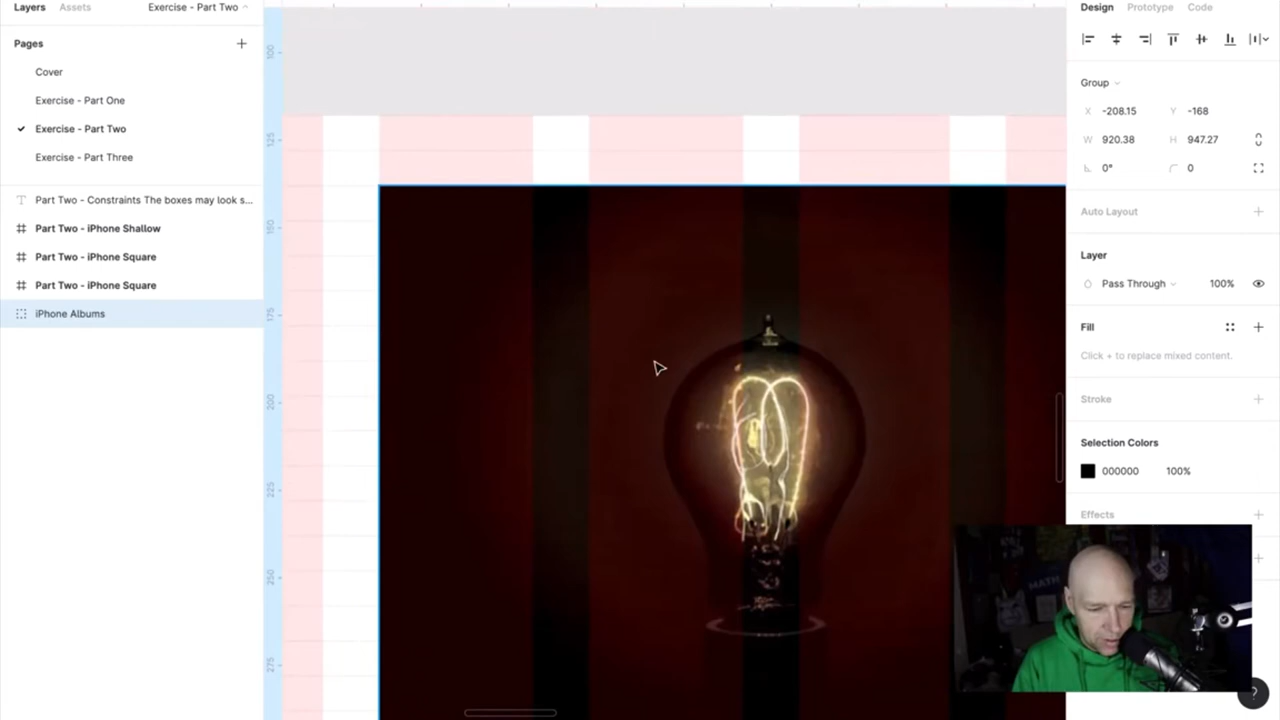 Layers Assets Exercise - Part Two
Pages
Cover
Exercise - Part One
Exercise - Part Two
Exercise - Part Three
Part Two - Constraints The boxes may look s...
Part Two - iPhone Shallow
Part Two - iPhone Square
Part Two - iPhone Square
iPhone Albums
100
125
150
175
200
225
250
275
MATH
Design Prototype Code
Group
X -208.15 Y -168
W 920.38 H 947.27
0° 0
Auto Layout
Layer
Pass Through 100%
Fill
Click + to replace mixed content.
Stroke
Selection Colors
000000 100%
Effects
?